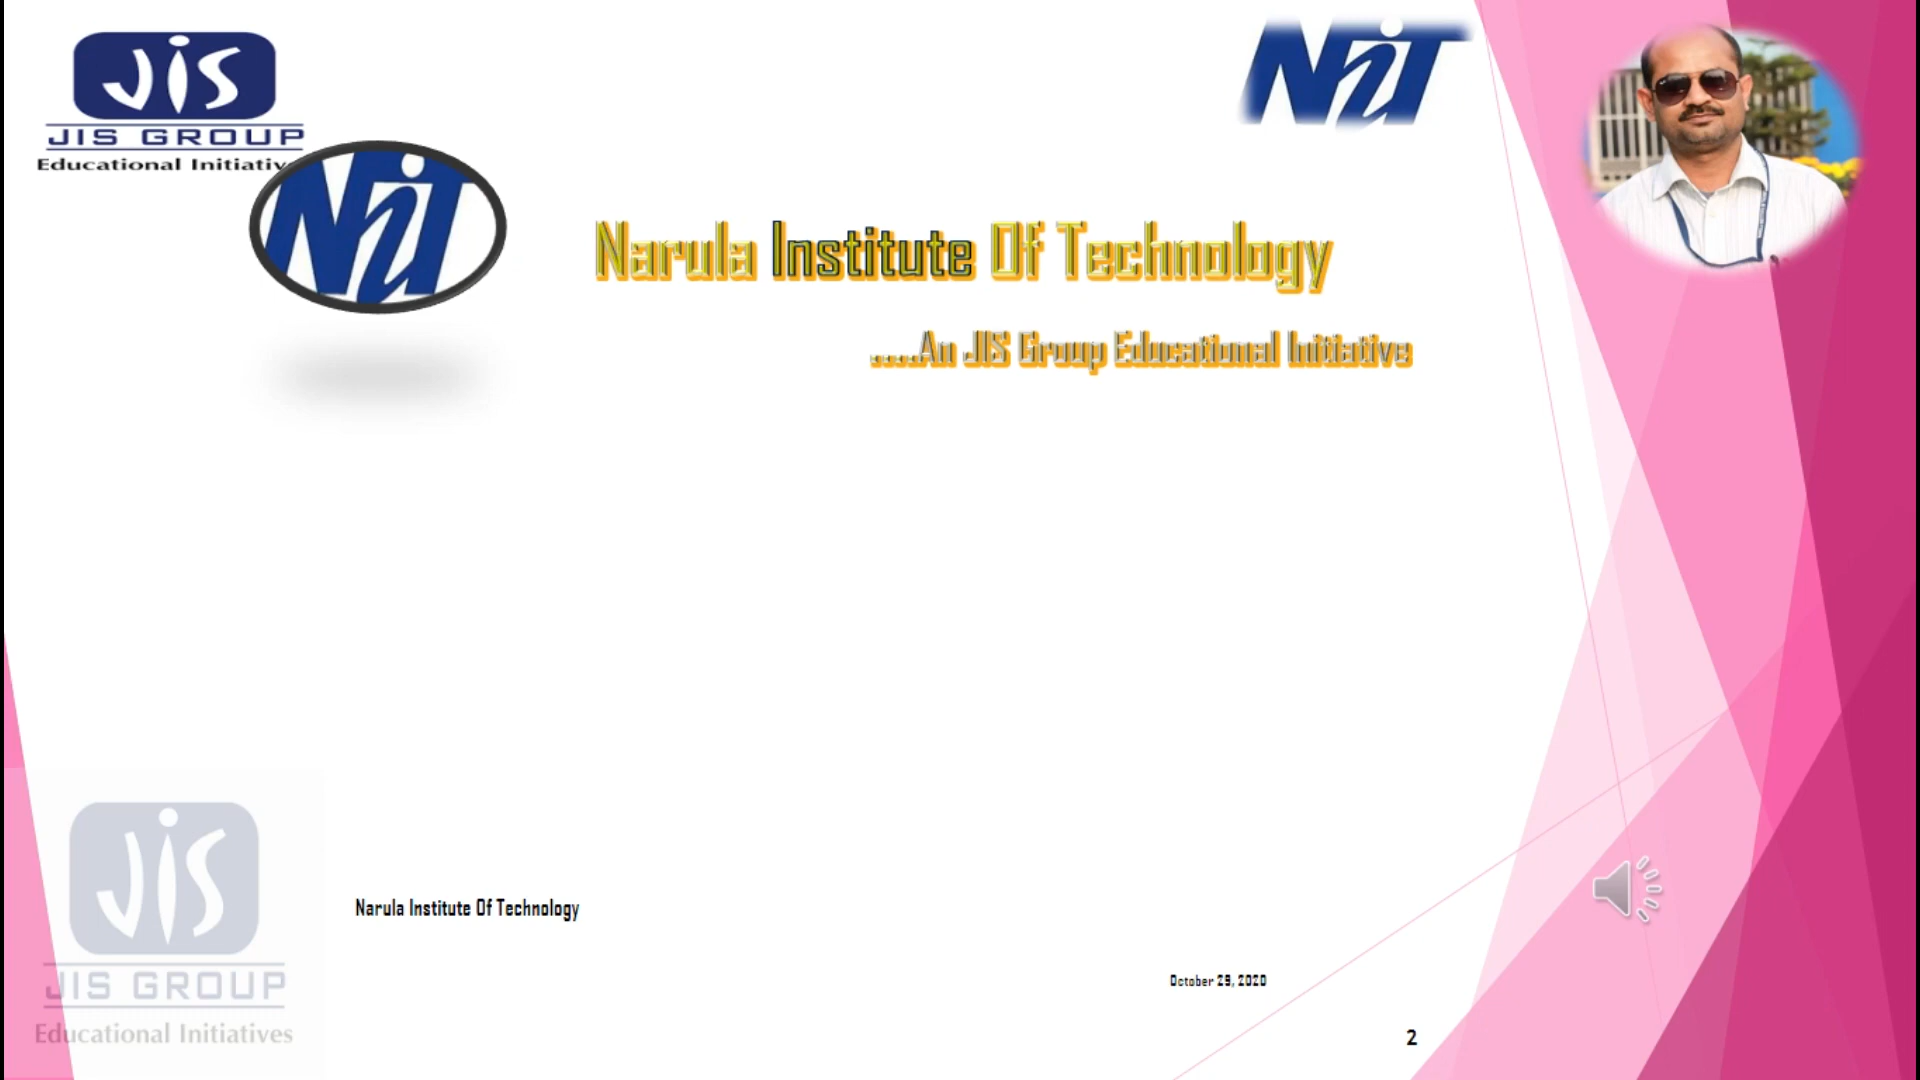 JIS
JIS GROUP
Educational Initiativ
NiT
NiT
Narula Institute Of Technology
.....An JIS Group Educational Initiative
JIS
JIS GROUP
Educational Initiatives
Narula Institute Of Technology
October 29, 2020
2